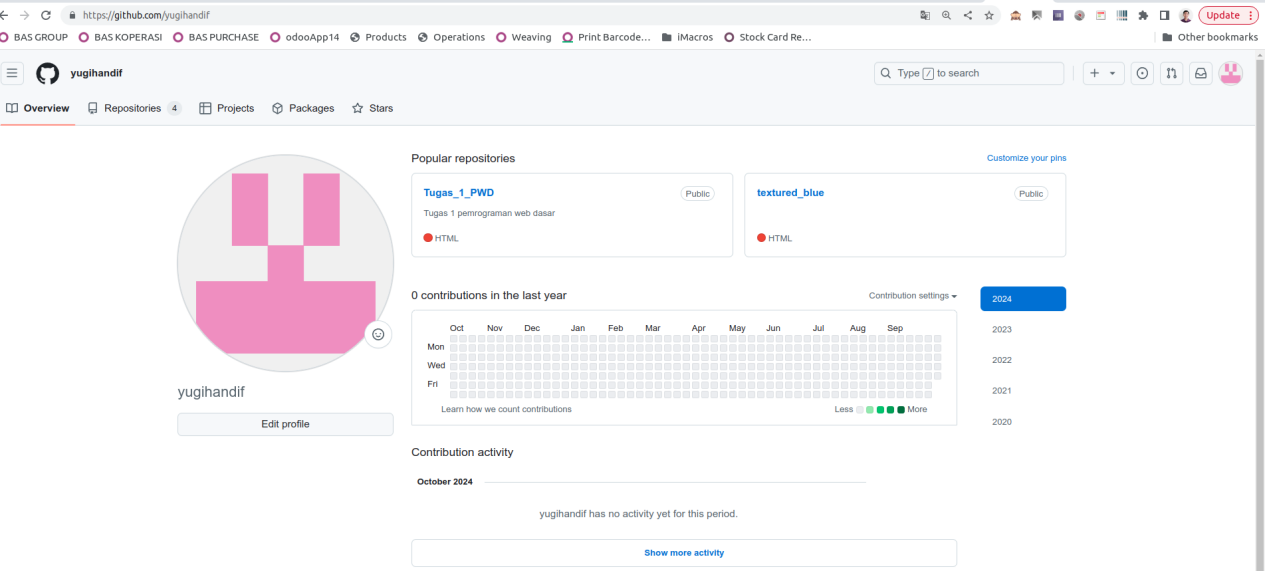 https://github.com/yugihandif
Update
BAS GROUP BAS KOPERASI BAS PURCHASE odooApp14 Products Operations Weaving Print Barcode... iMacros Stock Card Re... Other bookmarks
yugihandif
Type / to search
Overview Repositories 4 Projects Packages Stars
Popular repositories
Customize your pins
Tugas_1_PWD Public
Tugas 1 pemrograman web dasar
HTML
textured_blue Public
HTML
yugihandif
Edit profile
0 contributions in the last year
Contribution settings
2024
2023
2022
2021
2020
Oct Nov Dec Jan Feb Mar Apr May Jun Jul Aug Sep
Mon
Wed
Fri
Learn how we count contributions
Less More
Contribution activity
October 2024
yugihandif has no activity yet for this period.
Show more activity